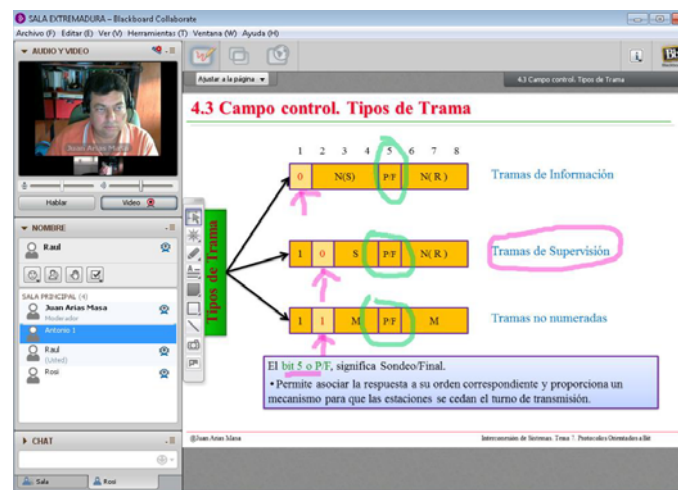 SALA EXTREMADURA – Blackboard Collaborate
Archivo (F) Editar (E) Ver (V) Herramientas (T) Ventana (W) Ayuda (H)
AUDIO Y VIDEO
Juan Arias Masa
Hablar Video
NOMBRE
Raul
SALA PRINCIPAL (4)
Juan Arias Masa
Moderador
Antonio 1
Raul
(Usted)
Rosi
CHAT
Sala Rosi
Ajustar a la página
4.3 Campo control. Tipos de Trama
4.3 Campo control. Tipos de Trama
1 2 3 4 5 6 7 8
0 N(S) P/F N( R ) Tramas de Información
Tipos de Trama
1 0 S P/F N( R ) Tramas de Supervisión
1 1 M P/F M Tramas no numeradas
El bit 5 o P/F, significa Sondeo/Final.
• Permite asociar la respuesta a su orden correspondiente y proporciona un
mecanismo para que las estaciones se cedan el turno de transmisión.
@Juan Arias Masa Interconexión de Sistemas. Tema 7. Protocolos Orientados a Bit